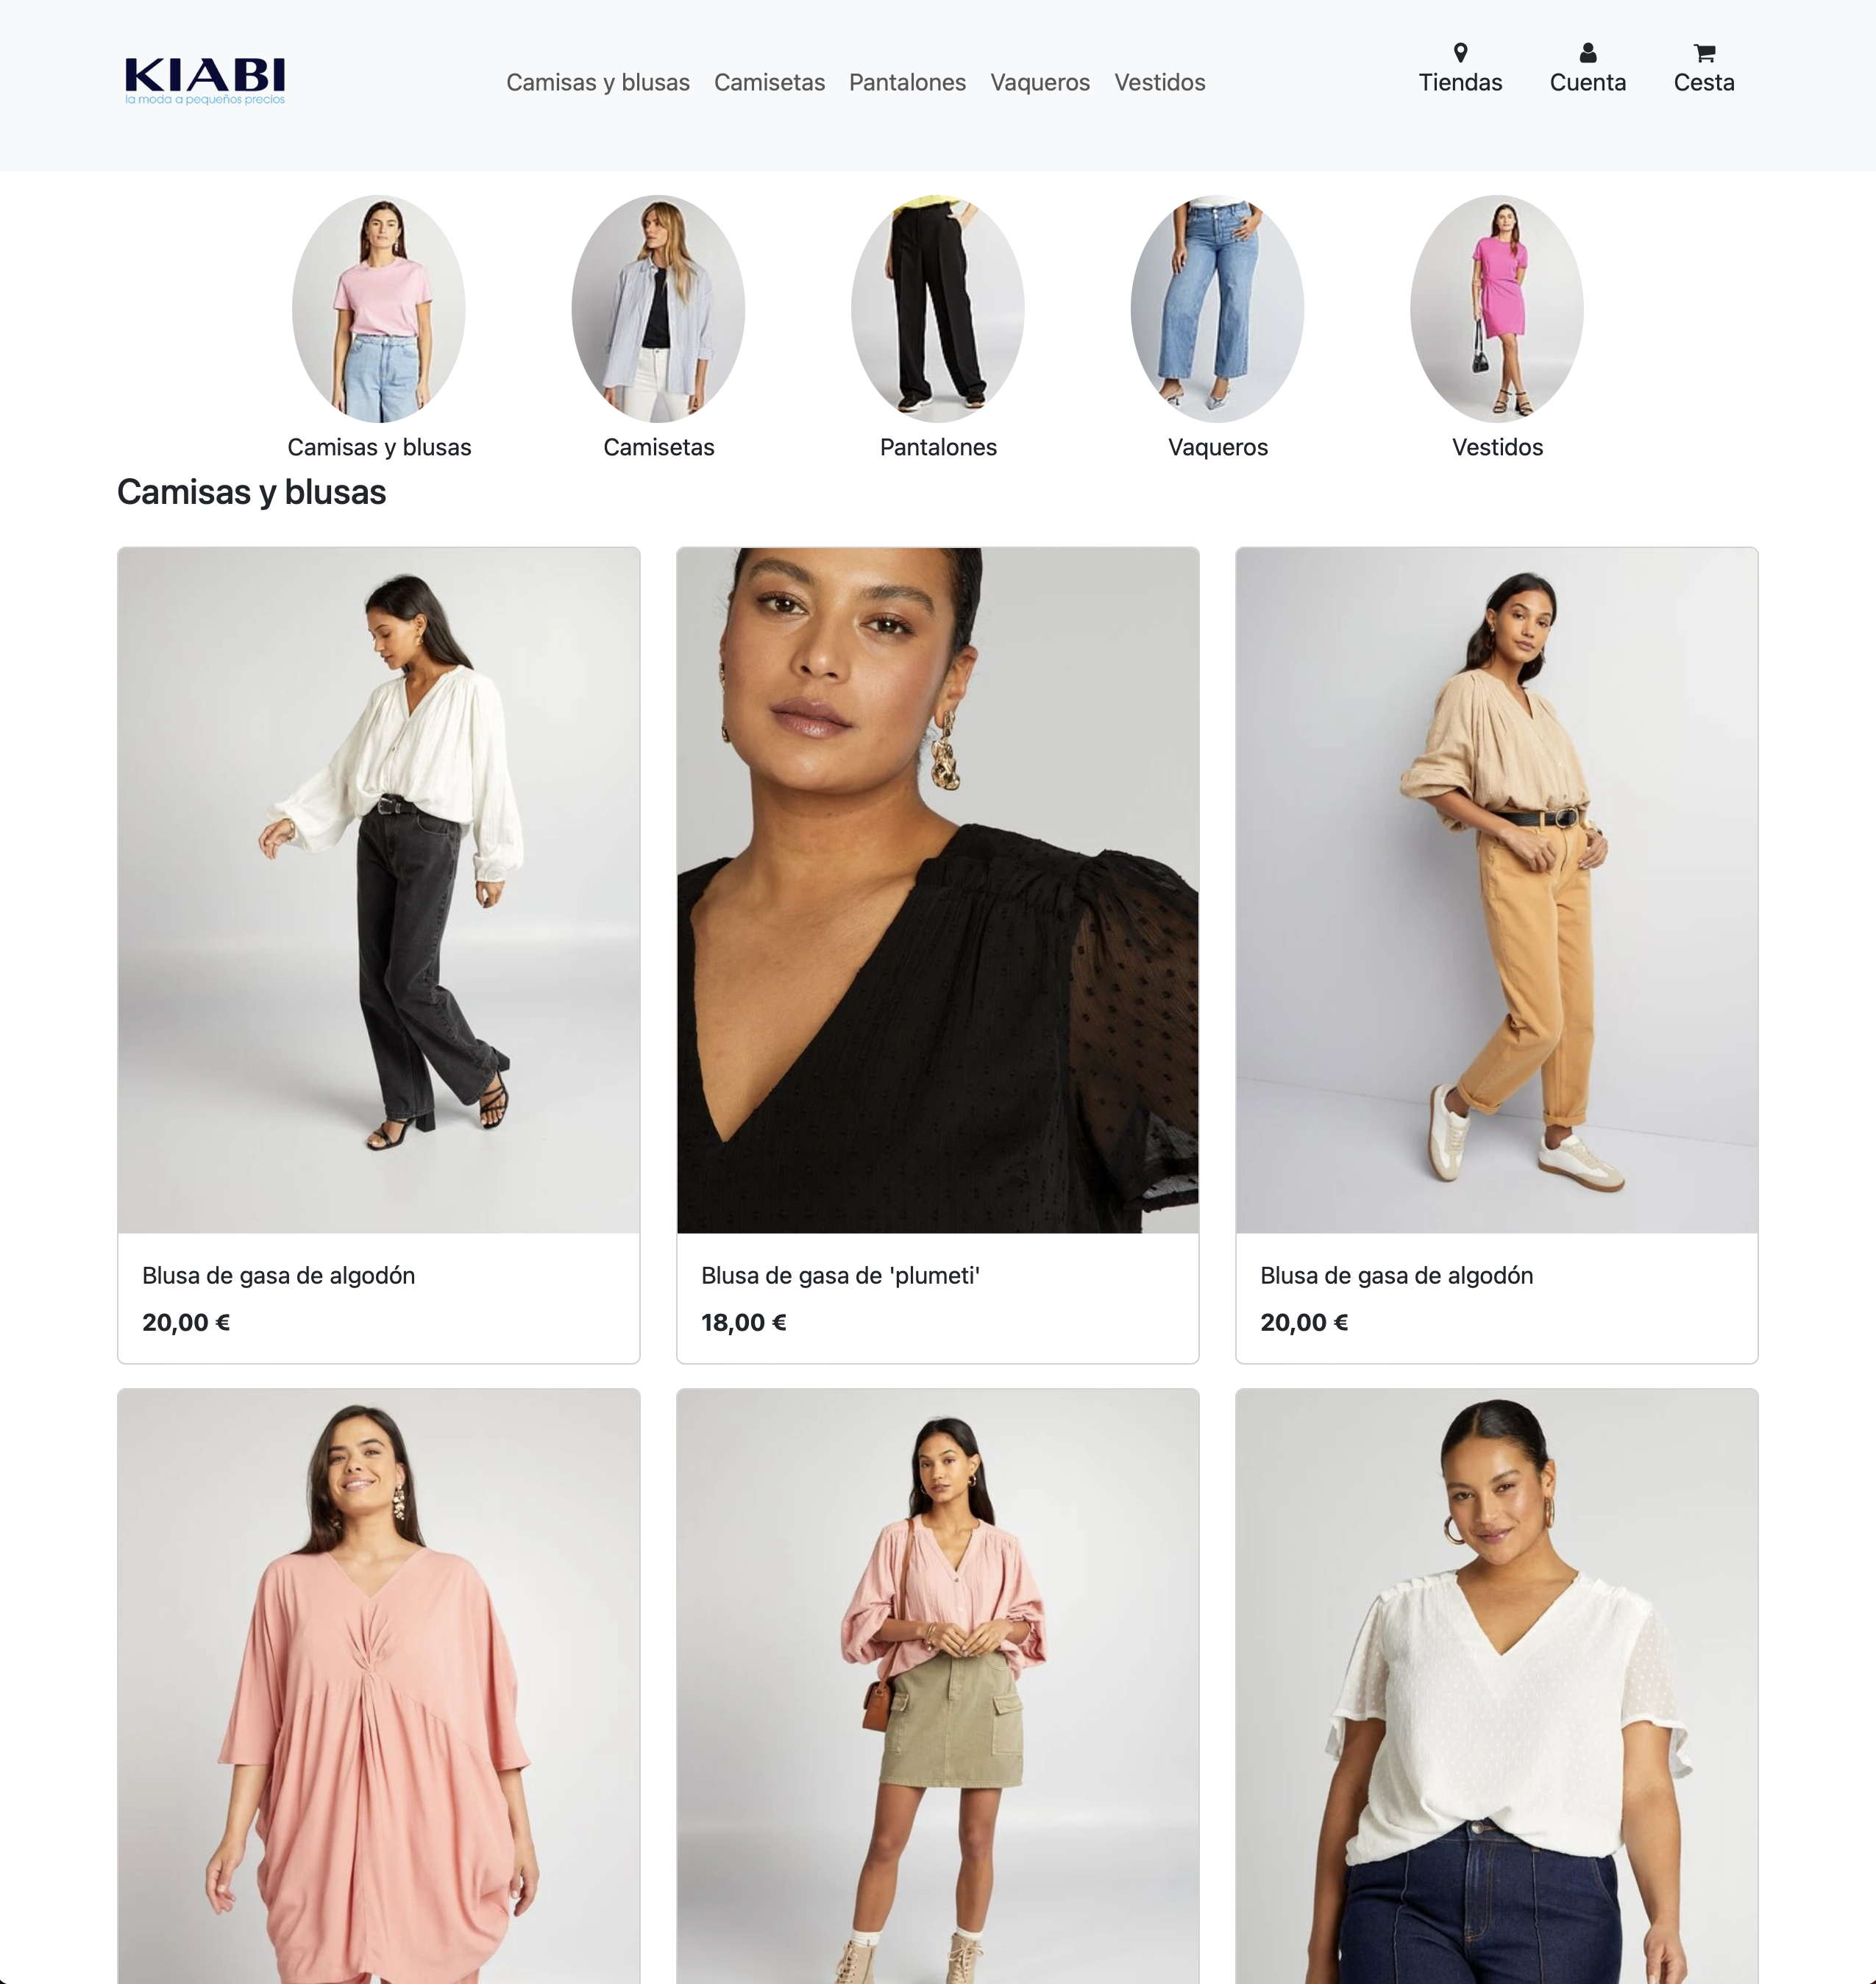 KIABI
la moda a pequeños precios
Camisas y blusas Camisetas Pantalones Vaqueros Vestidos
Tiendas Cuenta Cesta
Camisas y blusas Camisetas Pantalones Vaqueros Vestidos
Camisas y blusas
Blusa de gasa de algodón
20,00 €
Blusa de gasa de 'plumeti'
18,00 €
Blusa de gasa de algodón
20,00 €